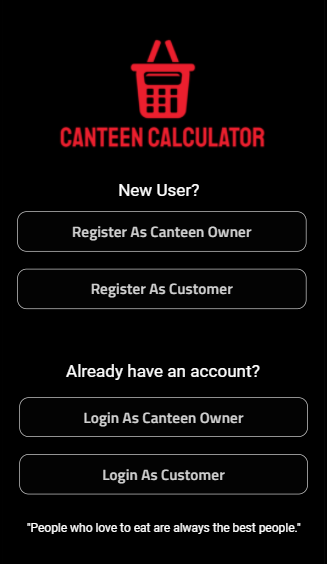 CANTEEN CALCULATOR
New User?
Register As Canteen Owner
Register As Customer
Already have an account?
Login As Canteen Owner
Login As Customer
"People who love to eat are always the best people."